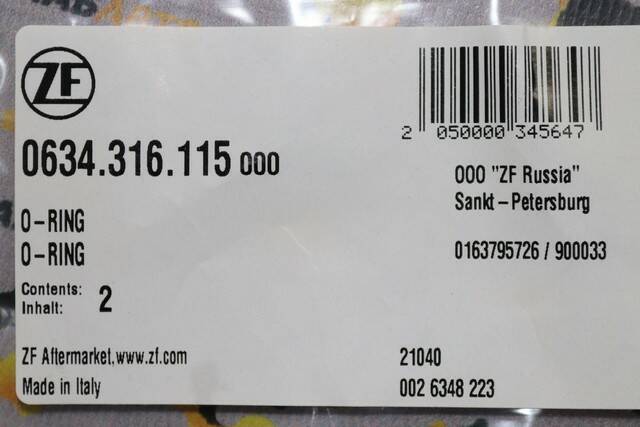 ZF
0634.316.115 000
2 050000 345647
OOO "ZF Russia"
Sankt-Petersburg
0163795726 / 900033
O-RING
O-RING
Contents:
Inhalt: 2
ZF Aftermarket, www.zf.com
Made in Italy
21040
002 6348 223